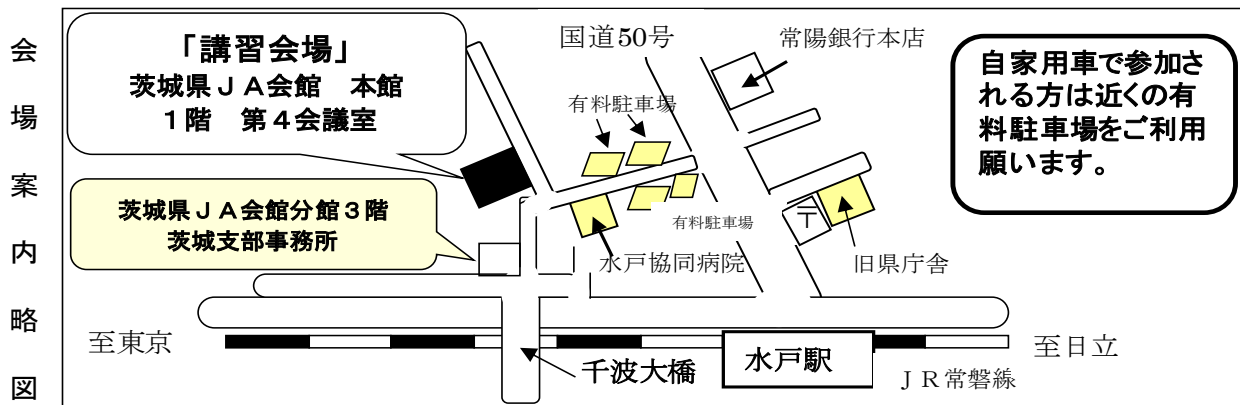 会場案内略図
「講習会場」
茨城県ＪＡ会館　本館
１階　第４会議室
茨城県ＪＡ会館分館３階
茨城支部事務所
国道50号
常陽銀行本店
有料駐車場
有料駐車場
〒
水戸協同病院
旧県庁舎
自家用車で参加さ
れる方は近くの有
料駐車場をご利用
願います。
至東京
千波大橋
水戸駅
ＪＲ常磐線
至日立